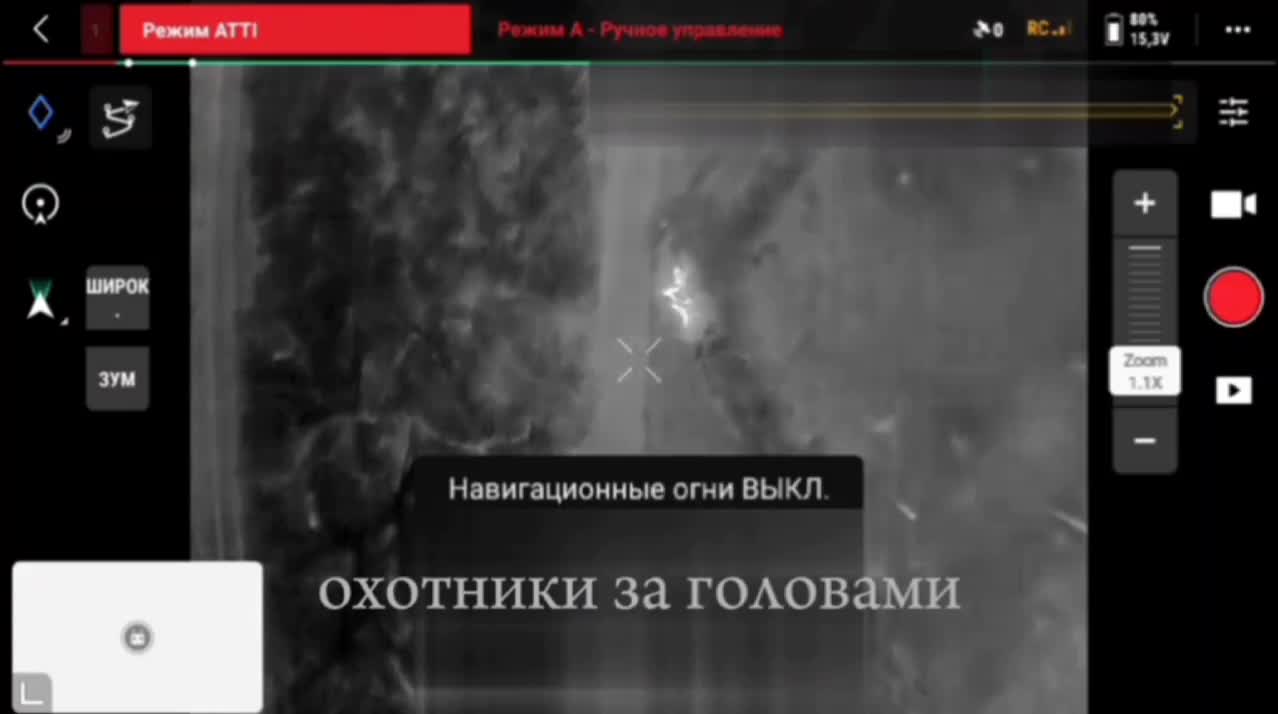 Режим ATTI
Режим A - Ручное управление
0
RC
80%
15,3V
ШИРОК
.
ЗУМ
+
Zoom
1.1X
−
Навигационные огни ВЫКЛ.
охотники за головами